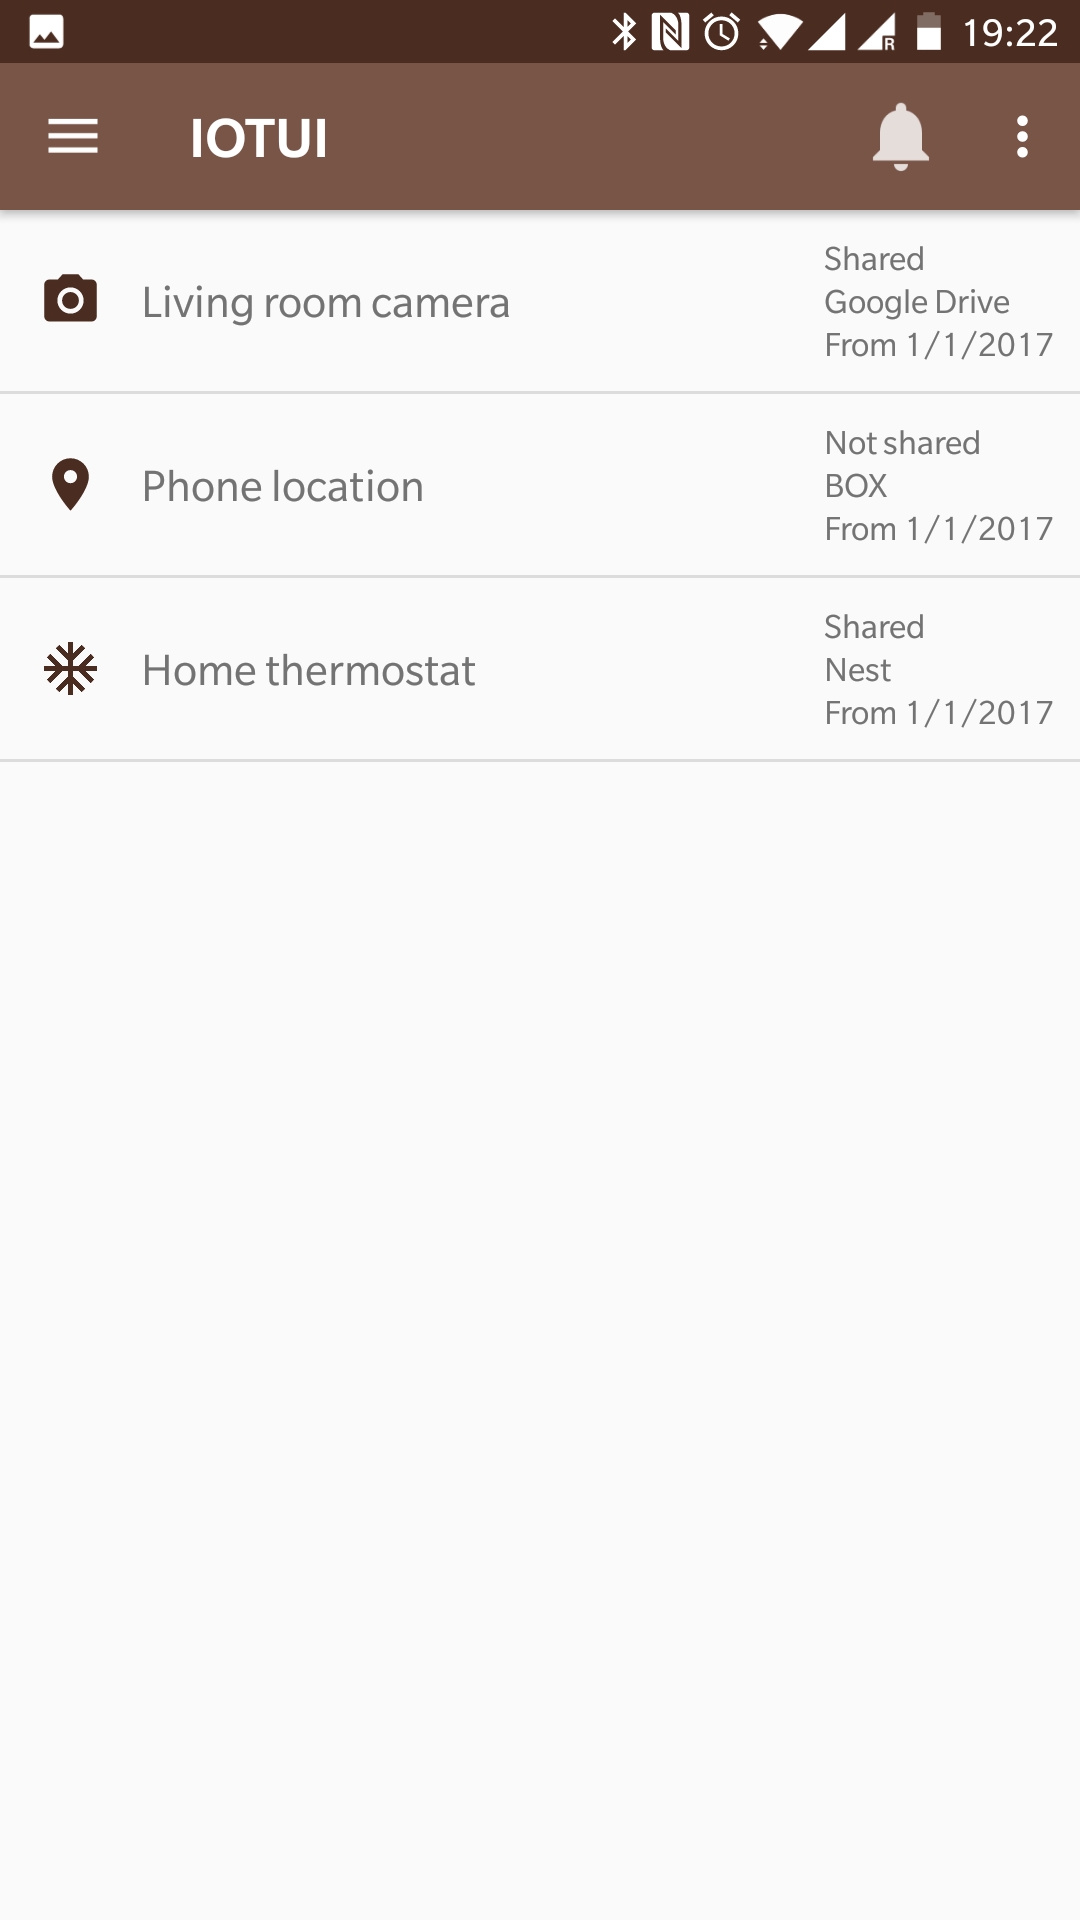 19:22
IOTUI
Living room camera
Shared
Google Drive
From 1/1/2017
Phone location
Not shared
BOX
From 1/1/2017
Home thermostat
Shared
Nest
From 1/1/2017